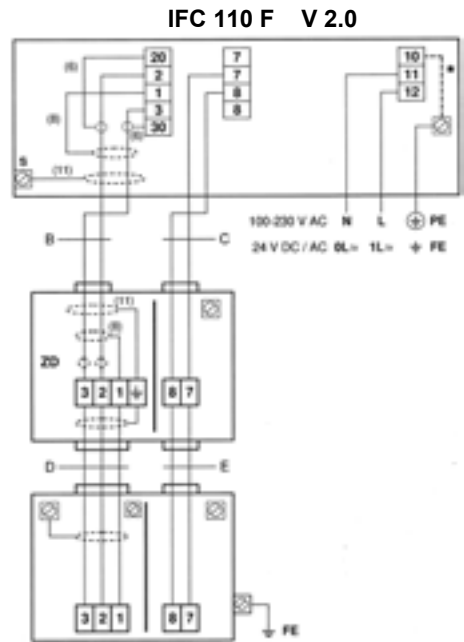 IFC 110 F V 2.0
20 7 10
(6)
2 7 11
1 8 12
3 8
(6)
30
S (11)
100-230 V AC N L PE
24 V DC / AC 0L≃ 1L≃ FE
B C
(11)
ZD
3 2 1 8 7
D E
3 2 1 8 7
FE